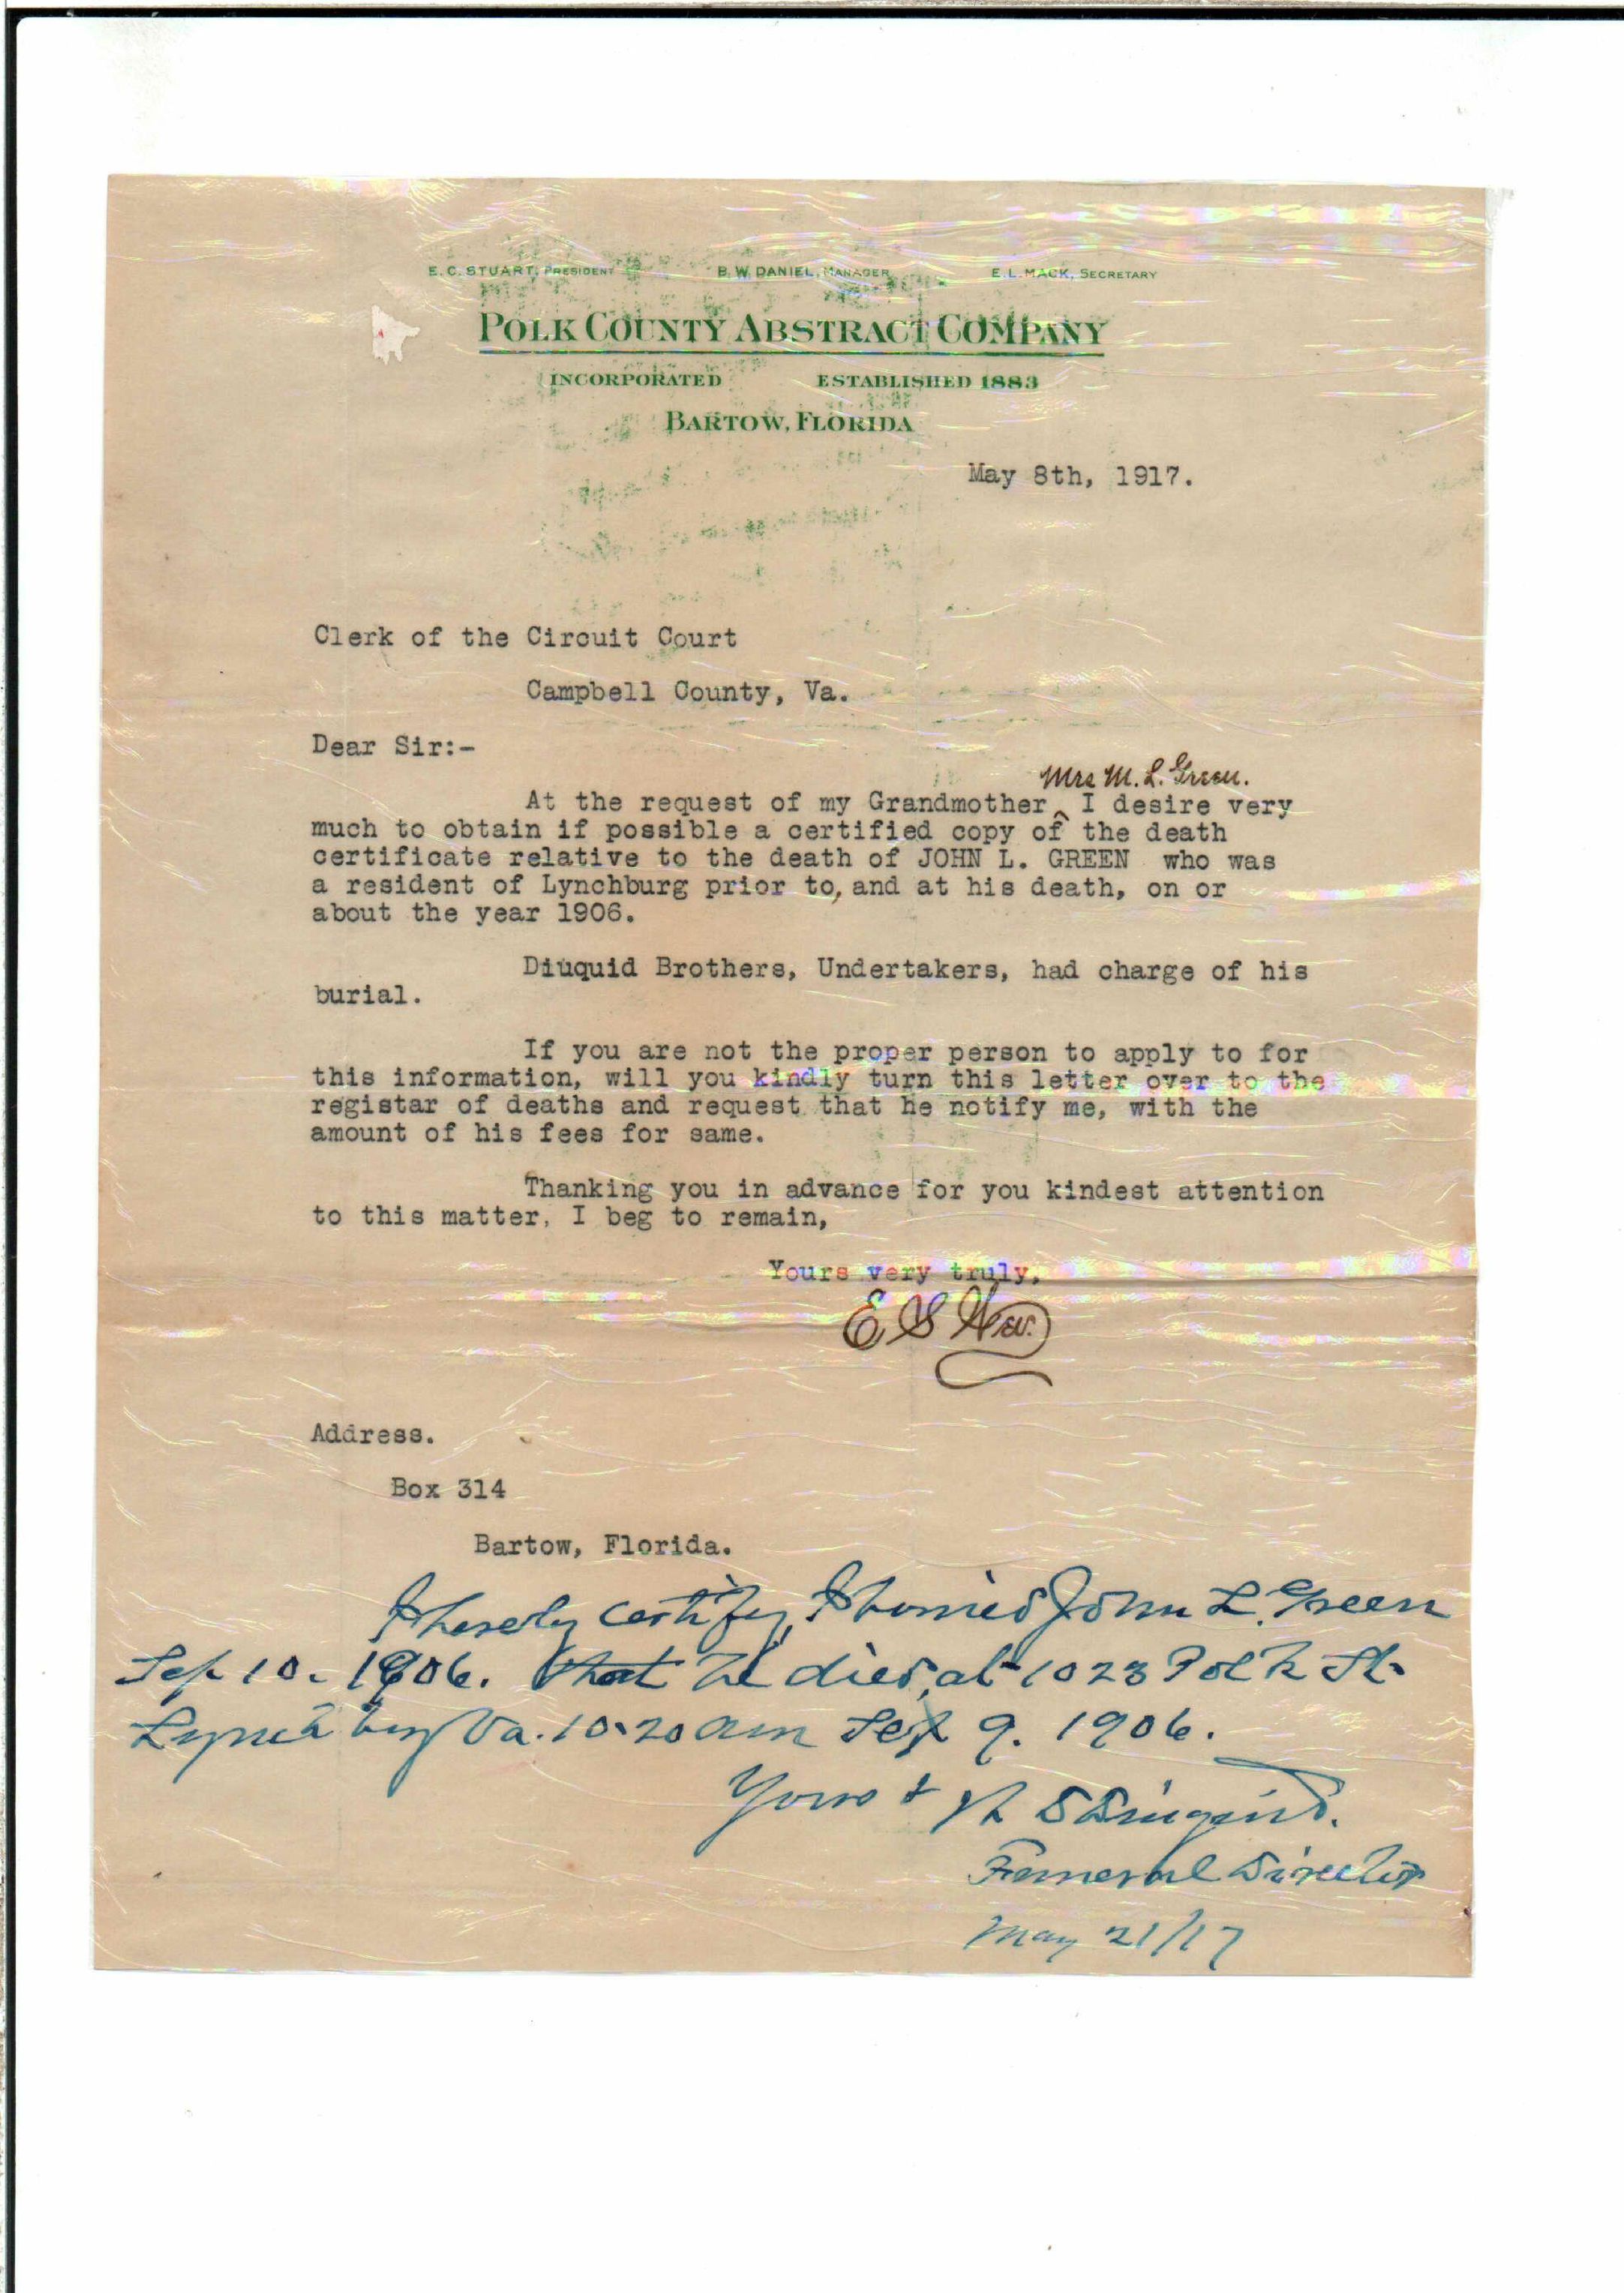 E. C. STUART, PRESIDENT B. W. DANIEL, MANAGER E. L. MACK, SECRETARY
POLK COUNTY ABSTRACT COMPANY
INCORPORATED ESTABLISHED 1883
BARTOW, FLORIDA
May 8th, 1917.
Clerk of the Circuit Court
Campbell County, Va.
Dear Sir:-
Mrs M. L. Green.
At the request of my Grandmother ^ I desire very
much to obtain if possible a certified copy of the death
certificate relative to the death of JOHN L. GREEN who was
a resident of Lynchburg prior to, and at his death, on or
about the year 1906.
Diuquid Brothers, Undertakers, had charge of his
burial.
If you are not the proper person to apply to for
this information, will you kindly turn this letter over to the
registar of deaths and request that he notify me, with the
amount of his fees for same.
Thanking you in advance for you kindest attention
to this matter, I beg to remain,
Yours very truly,
E S
Address.
Box 314
Bartow, Florida.
I hereby certify, I buried John L. Green
Sep 10 - 1906. that he died, at 1023 Polk St.
Lynchburg Va. 10-20 am Sep 9. 1906.
Yours + Diuguid.
Funeral Director
May 21/17